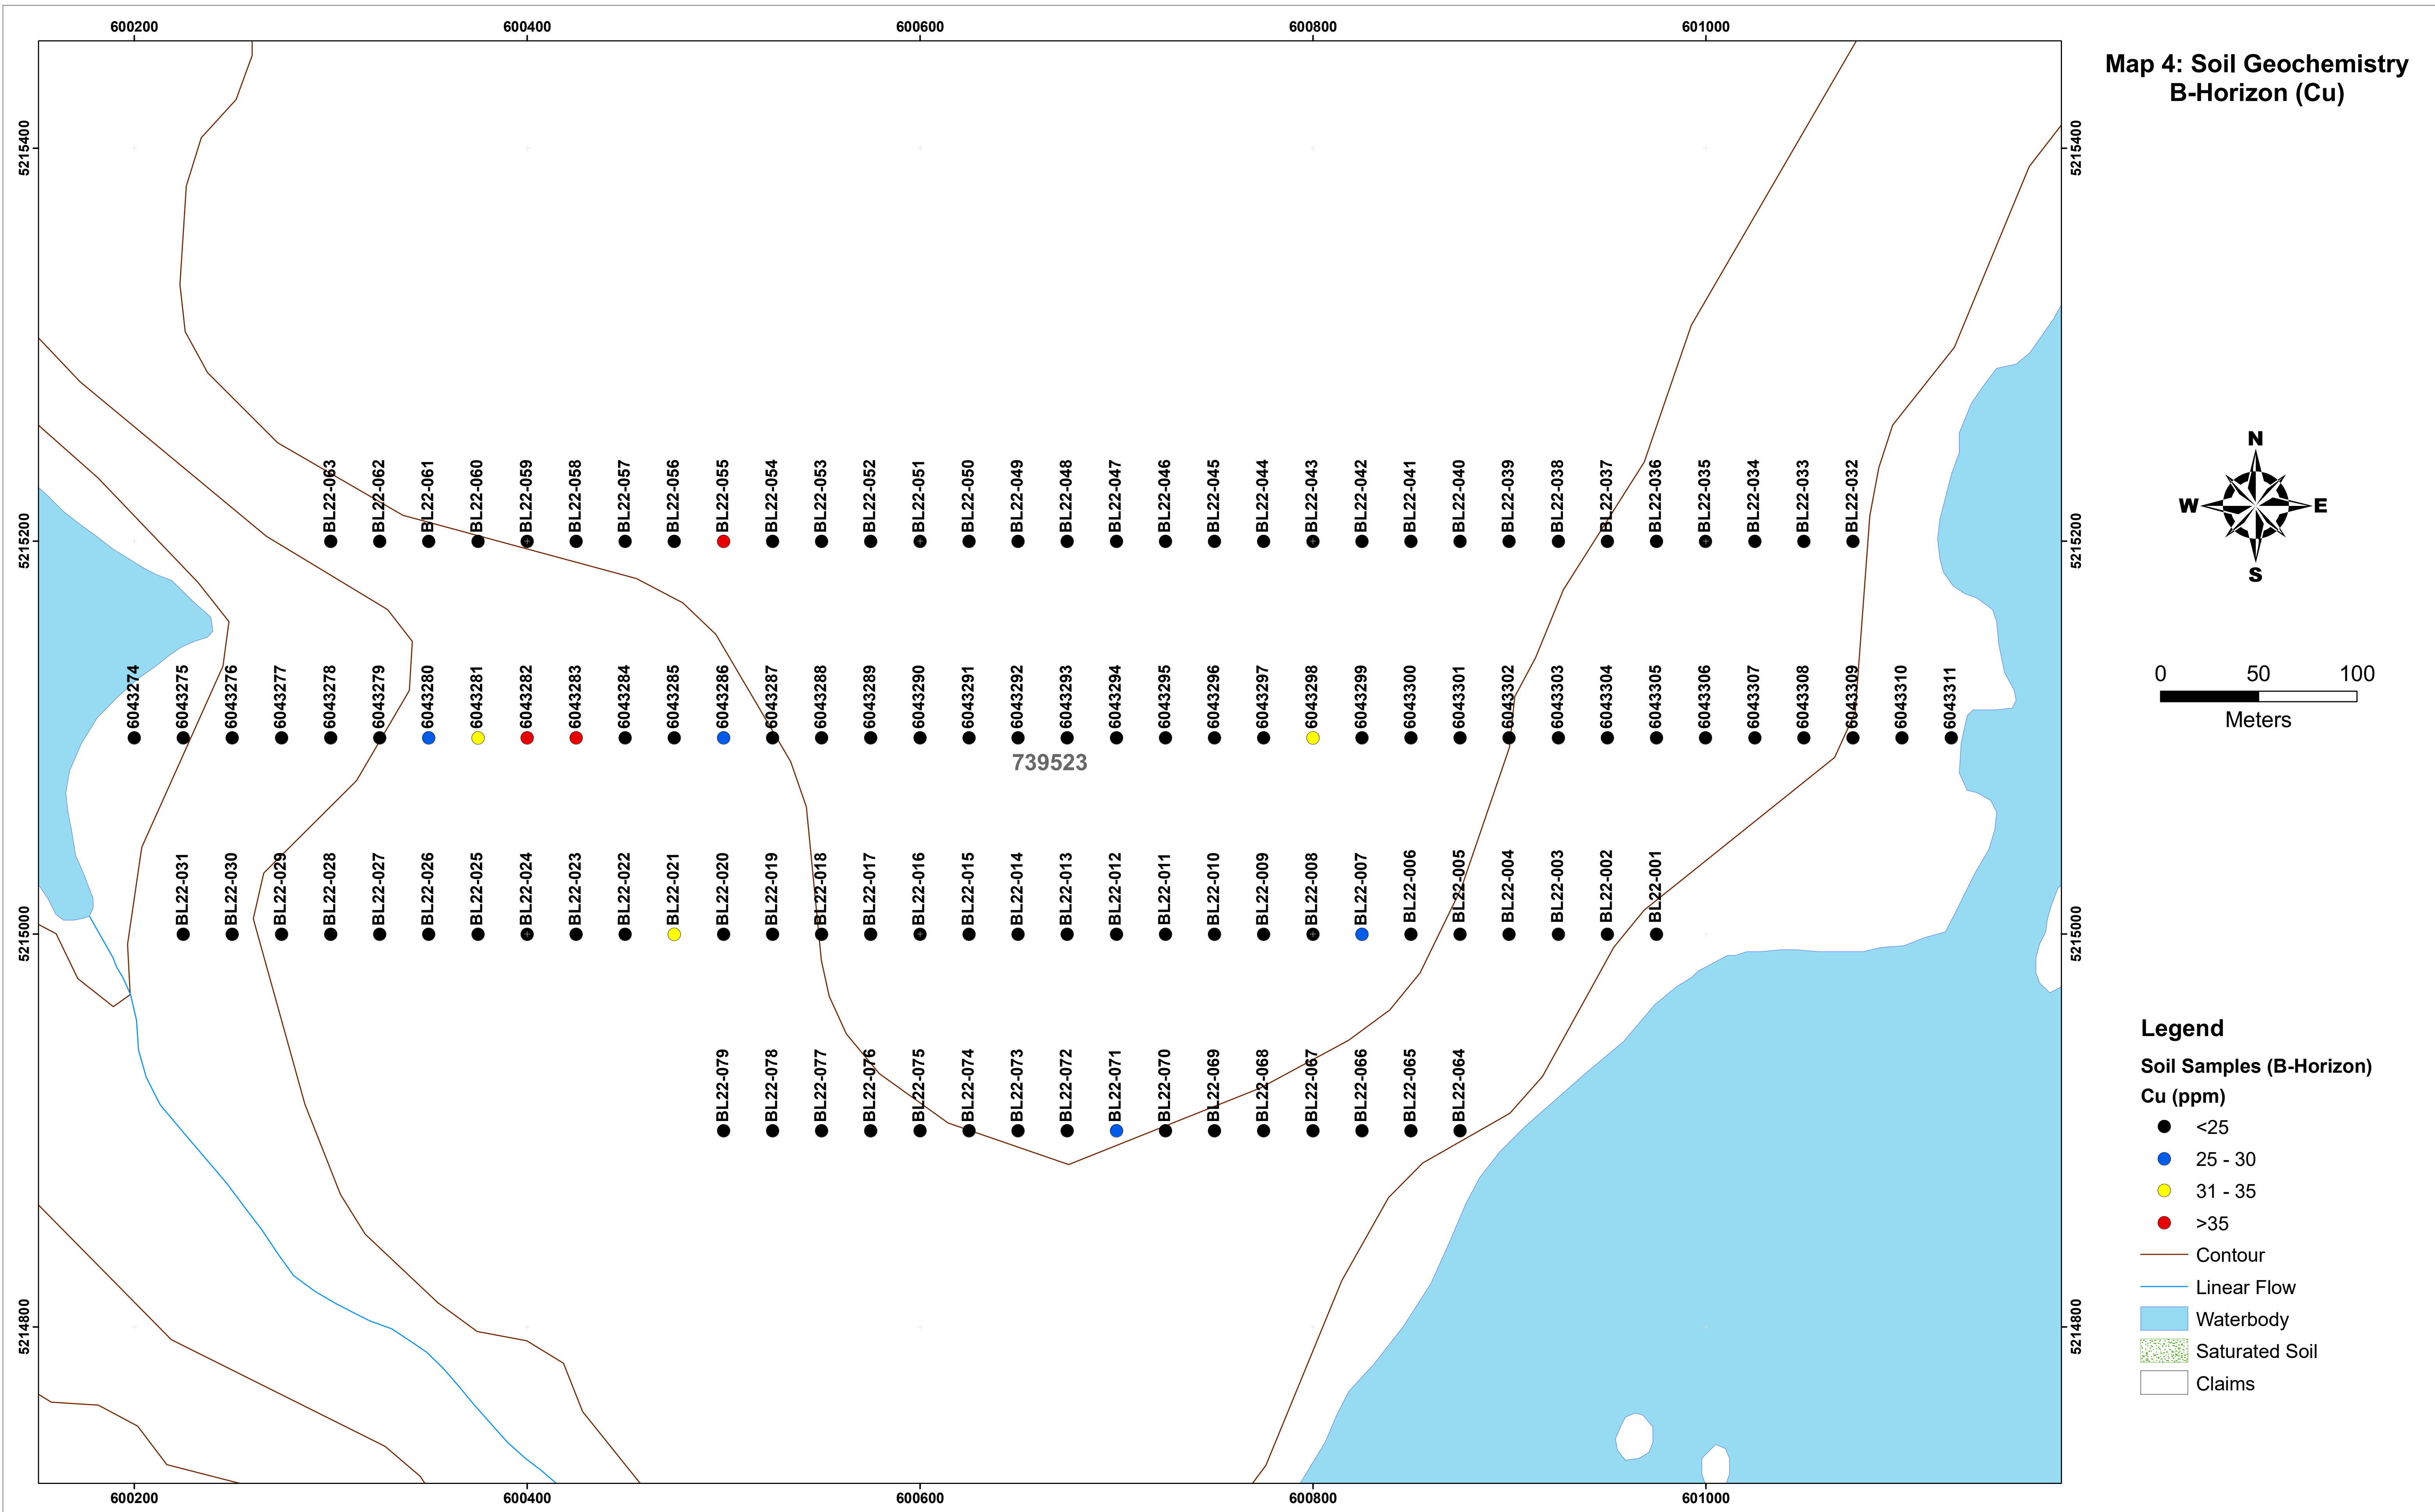 600200 600400 600600 600800 601000
Map 4: Soil Geochemistry
B-Horizon (Cu)
5215400 5215400
N
W E
S
BL22-063 BL22-062 BL22-061 BL22-060 BL22-059 BL22-058 BL22-057 BL22-056 BL22-055 BL22-054 BL22-053 BL22-052 BL22-051 BL22-050 BL22-049 BL22-048 BL22-047 BL22-046 BL22-045 BL22-044 BL22-043 BL22-042 BL22-041 BL22-040 BL22-039 BL22-038 BL22-037 BL22-036 BL22-035 BL22-034 BL22-033 BL22-032
5215200 5215200
6043274 6043275 6043276 6043277 6043278 6043279 6043280 6043281 6043282 6043283 6043284 6043285 6043286 6043287 6043288 6043289 6043290 6043291 6043292 6043293 6043294 6043295 6043296 6043297 6043298 6043299 6043300 6043301 6043302 6043303 6043304 6043305 6043306 6043307 6043308 6043309 6043310 6043311
0 50 100
Meters
739523
BL22-031 BL22-030 BL22-029 BL22-028 BL22-027 BL22-026 BL22-025 BL22-024 BL22-023 BL22-022 BL22-021 BL22-020 BL22-019 BL22-018 BL22-017 BL22-016 BL22-015 BL22-014 BL22-013 BL22-012 BL22-011 BL22-010 BL22-009 BL22-008 BL22-007 BL22-006 BL22-005 BL22-004 BL22-003 BL22-002 BL22-001
5215000 5215000
BL22-079 BL22-078 BL22-077 BL22-076 BL22-075 BL22-074 BL22-073 BL22-072 BL22-071 BL22-070 BL22-069 BL22-068 BL22-067 BL22-066 BL22-065 BL22-064
Legend
Soil Samples (B-Horizon)
Cu (ppm)
<25
25 - 30
31 - 35
>35
Contour
Linear Flow
Waterbody
Saturated Soil
Claims
5214800 5214800
600200 600400 600600 600800 601000